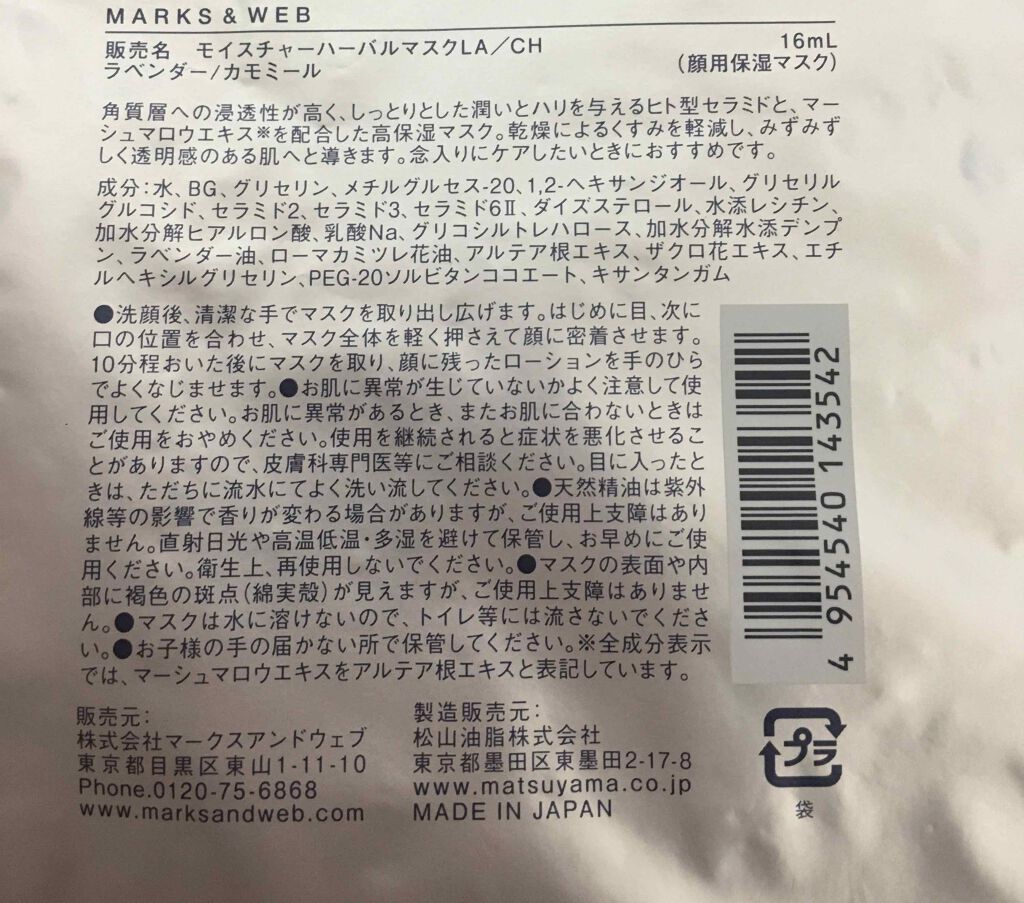 MARKS & WEB
販売名　モイスチャーハーバルマスクLA／CH
ラベンダー/カモミール
16mL
（顔用保湿マスク）
角質層への浸透性が高く、しっとりとした潤いとハリを与えるヒト型セラミドと、マー
シュマロウエキス※を配合した高保湿マスク。乾燥によるくすみを軽減し、みずみず
しく透明感のある肌へと導きます。念入りにケアしたいときにおすすめです。
成分：水、BG、グリセリン、メチルグルセス-20、1,2-ヘキサンジオール、グリセリル
グルコシド、セラミド2、セラミド3、セラミド6Ⅱ、ダイズステロール、水添レシチン、
加水分解ヒアルロン酸、乳酸Na、グリコシルトレハロース、加水分解水添デンプ
ン、ラベンダー油、ローマカミツレ花油、アルテア根エキス、ザクロ花エキス、エチ
ルヘキシルグリセリン、PEG-20ソルビタンココエート、キサンタンガム
●洗顔後、清潔な手でマスクを取り出し広げます。はじめに目、次に
口の位置を合わせ、マスク全体を軽く押さえて顔に密着させます。
10分程おいた後にマスクを取り、顔に残ったローションを手のひら
でよくなじませます。●お肌に異常が生じていないかよく注意して使
用してください。お肌に異常があるとき、またお肌に合わないときは
ご使用をおやめください。使用を継続されると症状を悪化させるこ
とがありますので、皮膚科専門医等にご相談ください。目に入ったと
きは、ただちに流水にてよく洗い流してください。●天然精油は紫外
線等の影響で香りが変わる場合がありますが、ご使用上支障はあり
ません。直射日光や高温低温・多湿を避けて保管し、お早めにご使
用ください。衛生上、再使用しないでください。●マスクの表面や内
部に褐色の斑点（綿実殻）が見えますが、ご使用上支障はありませ
ん。●マスクは水に溶けないので、トイレ等には流さないでくださ
い。●お子様の手の届かない所で保管してください。※全成分表示
では、マーシュマロウエキスをアルテア根エキスと表記しています。
4 954540 143542
販売元：
株式会社マークスアンドウェブ
東京都目黒区東山1-11-10
Phone.0120-75-6868
www.marksandweb.com
製造販売元：
松山油脂株式会社
東京都墨田区東墨田2-17-8
www.matsuyama.co.jp
MADE IN JAPAN
プラ
袋